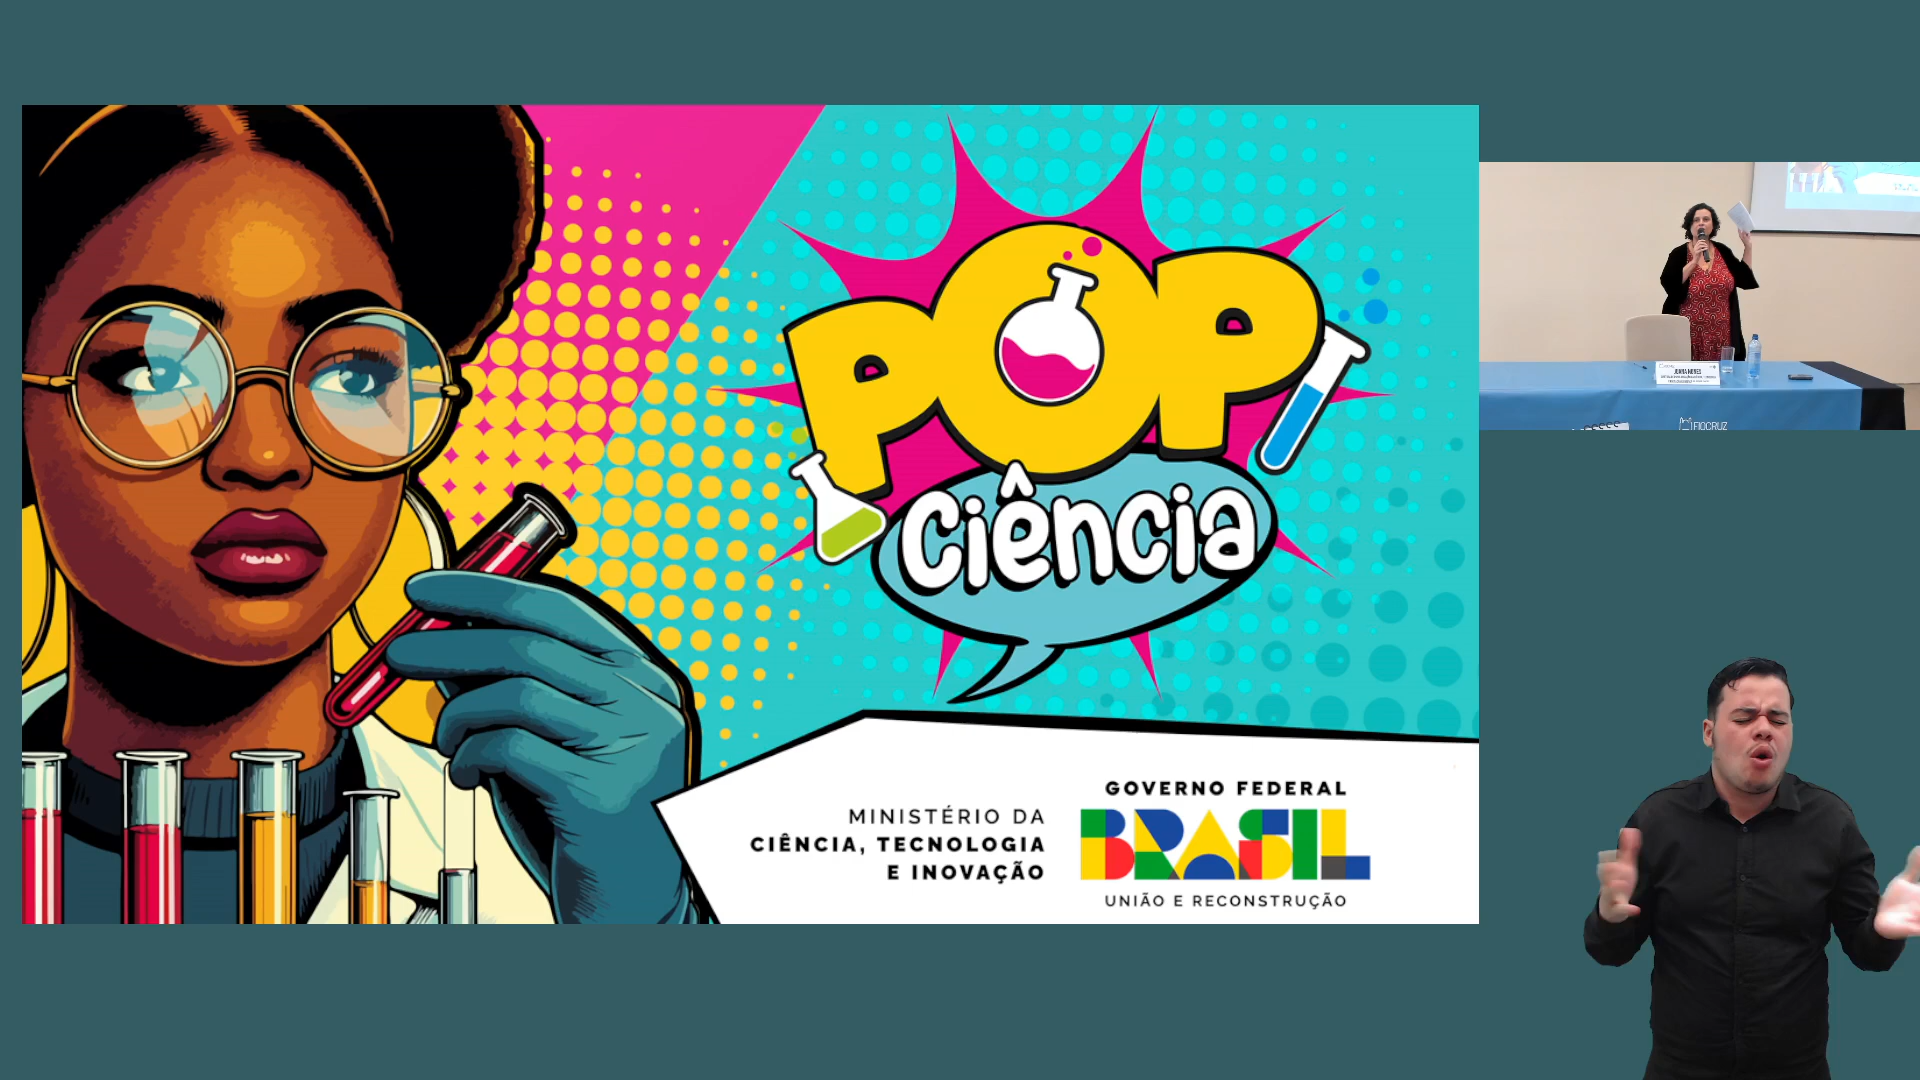 POP
Ciência
MINISTÉRIO DA
CIÊNCIA, TECNOLOGIA
E INOVAÇÃO
GOVERNO FEDERAL
BRASIL
UNIÃO E RECONSTRUÇÃO
FIOCRUZ